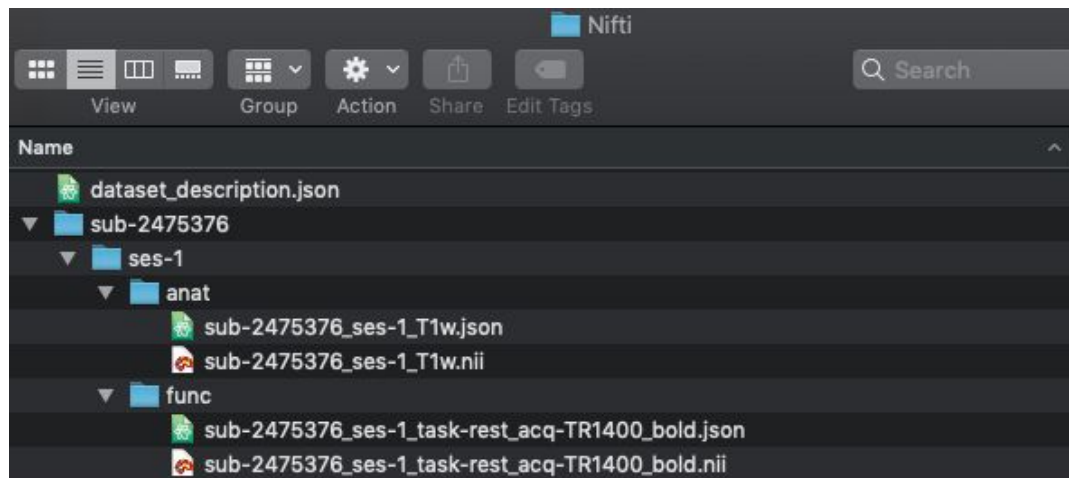 Nifti
Search
View Group Action Share Edit Tags
Name
dataset_description.json
sub-2475376
ses-1
anat
sub-2475376_ses-1_T1w.json
sub-2475376_ses-1_T1w.nii
func
sub-2475376_ses-1_task-rest_acq-TR1400_bold.json
sub-2475376_ses-1_task-rest_acq-TR1400_bold.nii